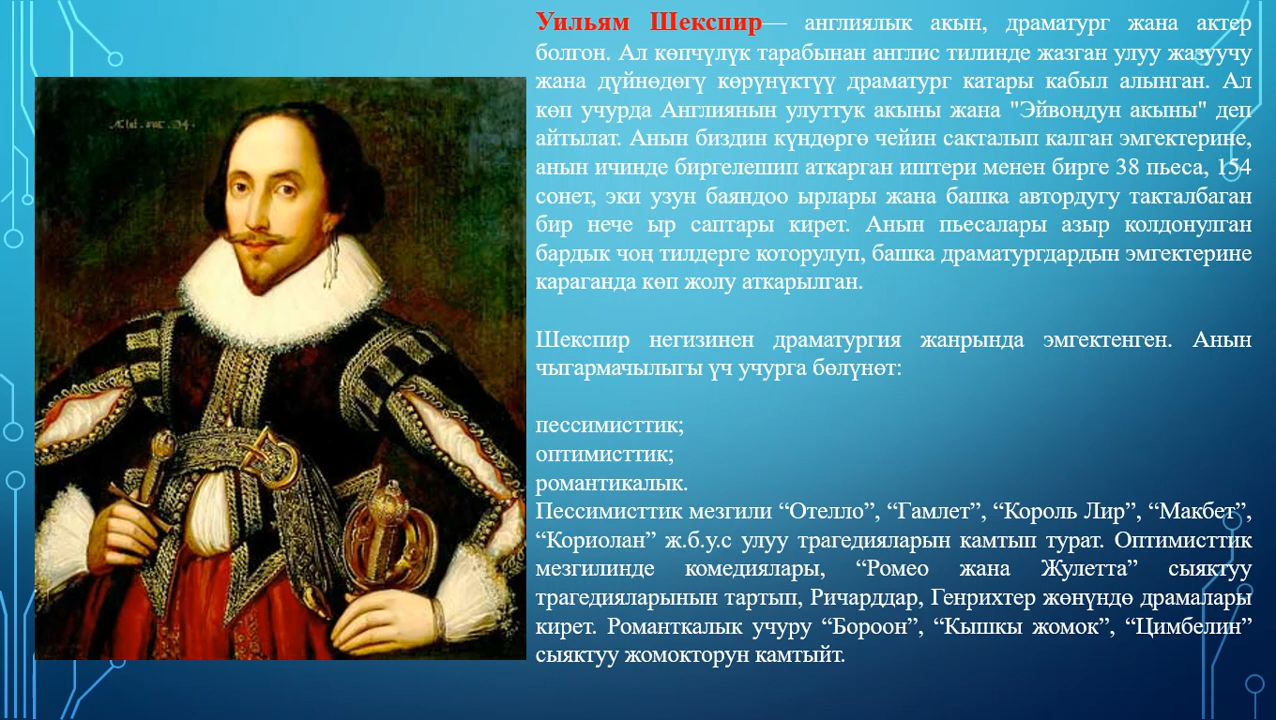 Уильям Шекспир— англиялык акын, драматург жана актер
болгон. Ал көпчүлүк тарабынан англис тилинде жазган улуу жазуучу
жана дүйнөдөгү көрүнүктүү драматург катары кабыл алынган. Ал
көп учурда Англиянын улуттук акыны жана "Эйвондун акыны" деп
айтылат. Анын биздин күндөргө чейин сакталып калган эмгектерине,
анын ичинде биргелешип аткарган иштери менен бирге 38 пьеса, 154
сонет, эки узун баяндоо ырлары жана башка автордугу такталбаган
бир нече ыр саптары кирет. Анын пьесалары азыр колдонулган
бардык чоң тилдерге которулуп, башка драматургдардын эмгектерине
караганда көп жолу аткарылган.
Шекспир негизинен драматургия жанрында эмгектенген. Анын
чыгармачылыгы үч учурга бөлүнөт:
пессимисттик;
оптимисттик;
романтикалык.
Пессимисттик мезгили “Отелло”, “Гамлет”, “Король Лир”, “Макбет”,
“Кориолан” ж.б.у.с улуу трагедияларын камтып турат. Оптимисттик
мезгилинде комедиялары, “Ромео жана Жулетта” сыяктуу
трагедияларынын тартып, Ричарддар, Генрихтер жөнүндө драмалары
кирет. Романткалык учуру “Бороон”, “Кышкы жомок”, “Цимбелин”
сыяктуу жомокторун камтыйт.